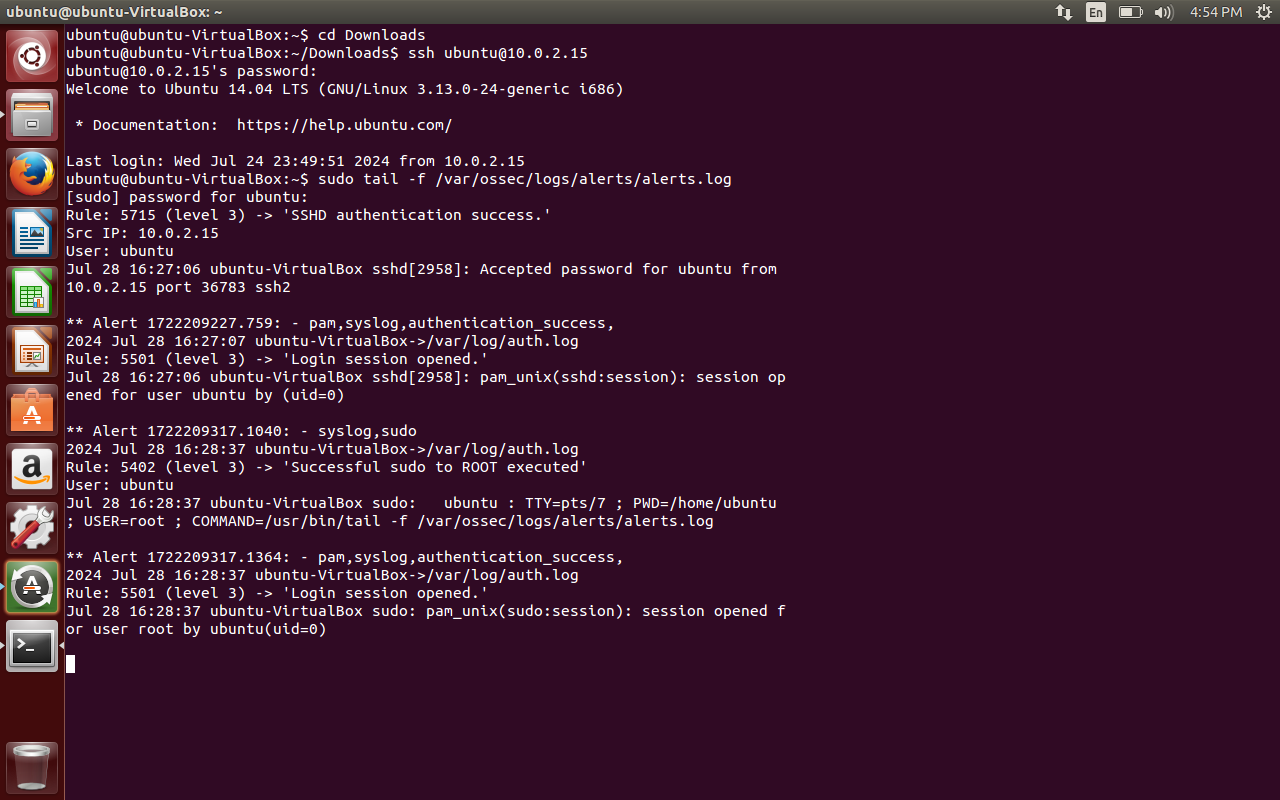 ubuntu@ubuntu-VirtualBox: ~
En
4:54 PM
ubuntu@ubuntu-VirtualBox:~$ cd Downloads
ubuntu@ubuntu-VirtualBox:~/Downloads$ ssh ubuntu@10.0.2.15
ubuntu@10.0.2.15's password:
Welcome to Ubuntu 14.04 LTS (GNU/Linux 3.13.0-24-generic i686)

 * Documentation:  https://help.ubuntu.com/

Last login: Wed Jul 24 23:49:51 2024 from 10.0.2.15
ubuntu@ubuntu-VirtualBox:~$ sudo tail -f /var/ossec/logs/alerts/alerts.log
[sudo] password for ubuntu:
Rule: 5715 (level 3) -> 'SSHD authentication success.'
Src IP: 10.0.2.15
User: ubuntu
Jul 28 16:27:06 ubuntu-VirtualBox sshd[2958]: Accepted password for ubuntu from
10.0.2.15 port 36783 ssh2

** Alert 1722209227.759: - pam,syslog,authentication_success,
2024 Jul 28 16:27:07 ubuntu-VirtualBox->/var/log/auth.log
Rule: 5501 (level 3) -> 'Login session opened.'
Jul 28 16:27:06 ubuntu-VirtualBox sshd[2958]: pam_unix(sshd:session): session op
ened for user ubuntu by (uid=0)

** Alert 1722209317.1040: - syslog,sudo
2024 Jul 28 16:28:37 ubuntu-VirtualBox->/var/log/auth.log
Rule: 5402 (level 3) -> 'Successful sudo to ROOT executed'
User: ubuntu
Jul 28 16:28:37 ubuntu-VirtualBox sudo:   ubuntu : TTY=pts/7 ; PWD=/home/ubuntu
; USER=root ; COMMAND=/usr/bin/tail -f /var/ossec/logs/alerts/alerts.log

** Alert 1722209317.1364: - pam,syslog,authentication_success,
2024 Jul 28 16:28:37 ubuntu-VirtualBox->/var/log/auth.log
Rule: 5501 (level 3) -> 'Login session opened.'
Jul 28 16:28:37 ubuntu-VirtualBox sudo: pam_unix(sudo:session): session opened f
or user root by ubuntu(uid=0)